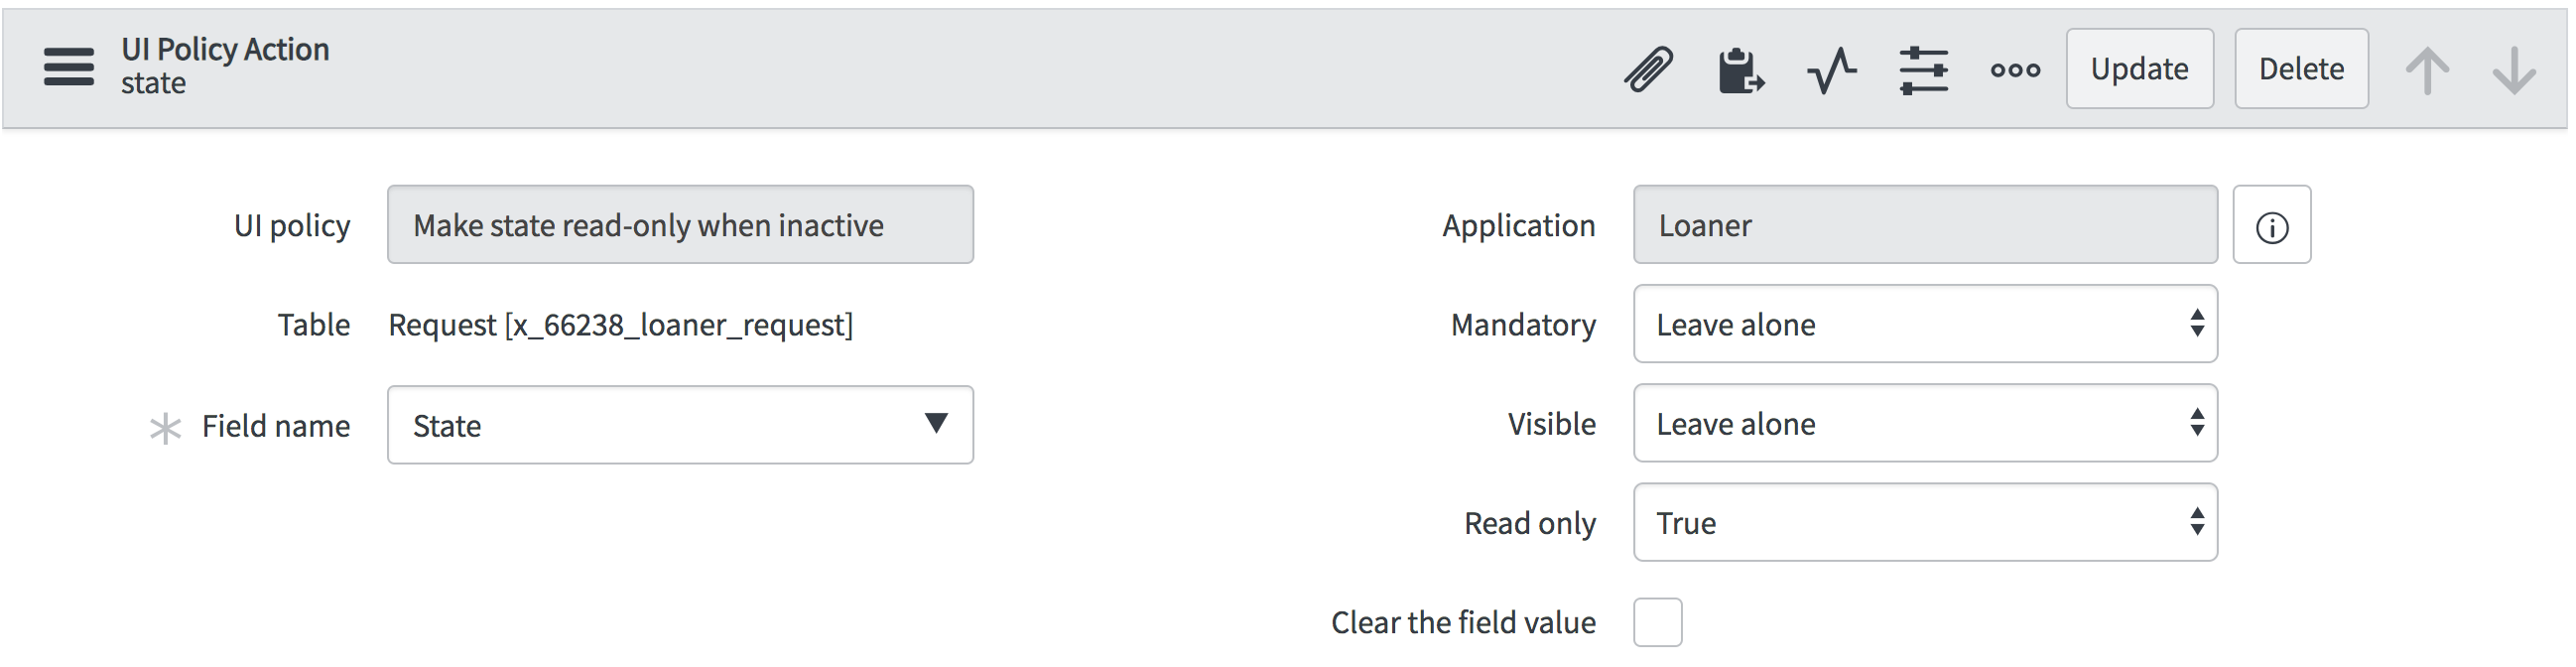 UI Policy Action
state
Update
Delete
UI policy
Make state read-only when inactive
Table
Request [x_66238_loaner_request]
Field name
State
Application
Loaner
Mandatory
Leave alone
Visible
Leave alone
Read only
True
Clear the field value